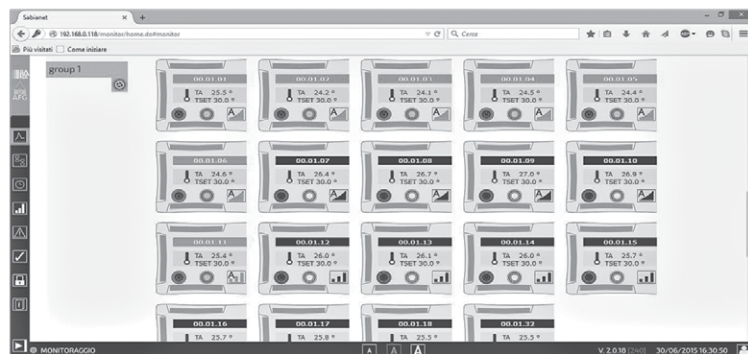 Sabianet
192.168.0.118/monitor/home.do#monitor
Cerca
Più visitati Come iniziare
group 1
00.01.01
TA 25.5 °
TSET 30.0 °
A
00.01.02
TA 24.2 °
TSET 30.0 °
A
00.01.03
TA 24.1 °
TSET 30.0 °
A
00.01.04
TA 24.5 °
TSET 30.0 °
A
00.01.05
TA 24.4 °
TSET 30.0 °
A
00.01.06
TA 24.6 °
TSET 30.0 °
A
00.01.07
TA 26.4 °
TSET 30.0 °
A
00.01.08
TA 26.7 °
TSET 30.0 °
A
00.01.09
TA 27.0 °
TSET 30.0 °
A
00.01.10
TA 26.9 °
TSET 30.0 °
A
00.01.11
TA 25.4 °
TSET 30.0 °
A
00.01.12
TA 26.0 °
TSET 30.0 °
00.01.13
TA 26.1 °
TSET 30.0 °
00.01.14
TA 26.0 °
TSET 30.0 °
00.01.15
TA 25.7 °
TSET 30.0 °
00.01.16
TA 25.7 °
00.01.17
TA 25.8 °
00.01.18
TA 25.5 °
00.01.32
TA 25.5 °
MONITORAGGIO
A A A
V. 2.0.18 [240] 30/06/2015 16:30:50